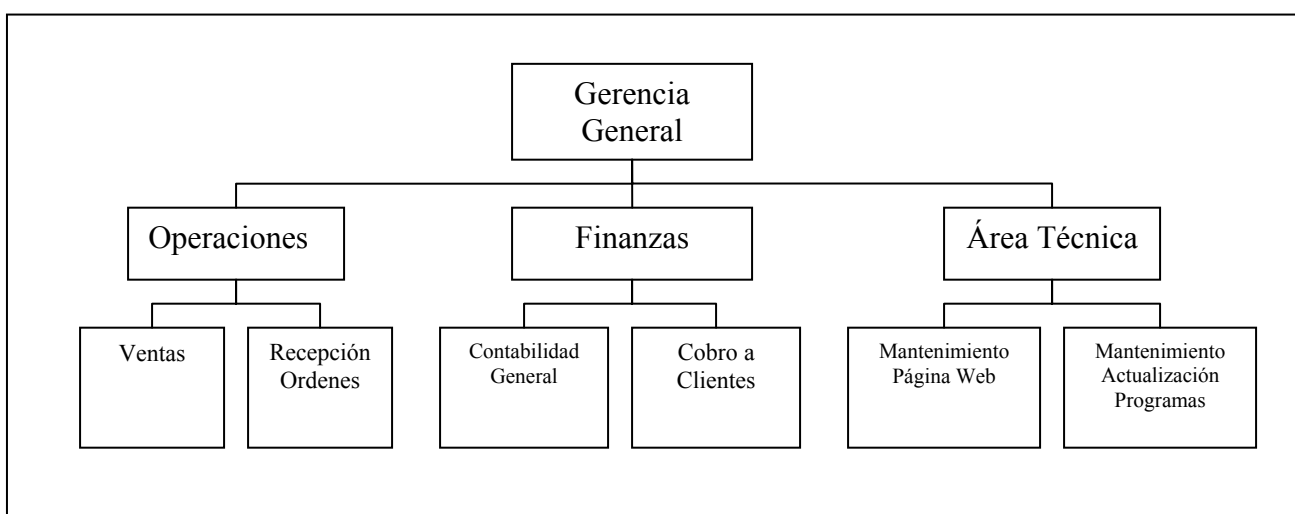 Gerencia
General
Operaciones
Finanzas
Área Técnica
Ventas
Recepción
Ordenes
Contabilidad
General
Cobro a
Clientes
Mantenimiento
Página Web
Mantenimiento
Actualización
Programas